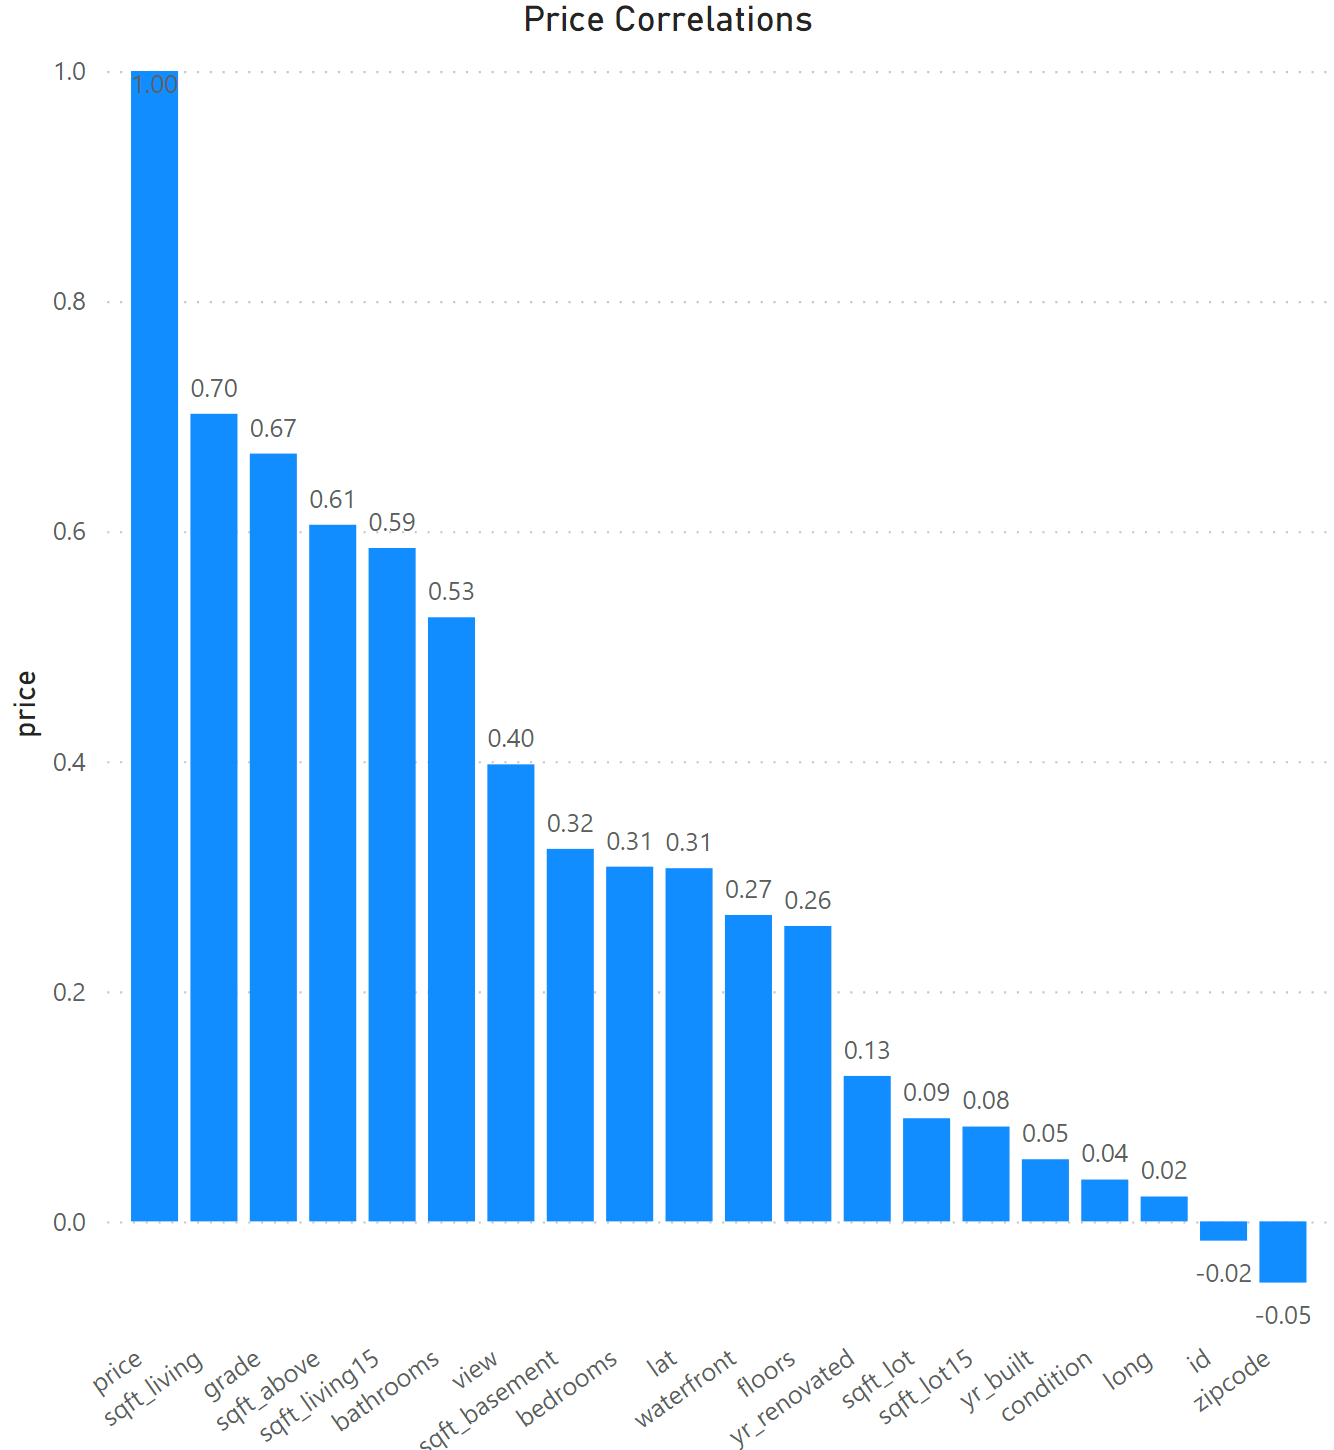 Price Correlations
1.0
0.8
0.6
0.4
0.2
0.0
price
1.00
0.70
0.67
0.61
0.59
0.53
0.40
0.32
0.31
0.31
0.27
0.26
0.13
0.09
0.08
0.05
0.04
0.02
-0.02
-0.05
price
sqft_living
grade
sqft_above
sqft_living15
bathrooms
view
sqft_basement
bedrooms
lat
waterfront
floors
yr_renovated
sqft_lot
sqft_lot15
yr_built
condition
long
id
zipcode